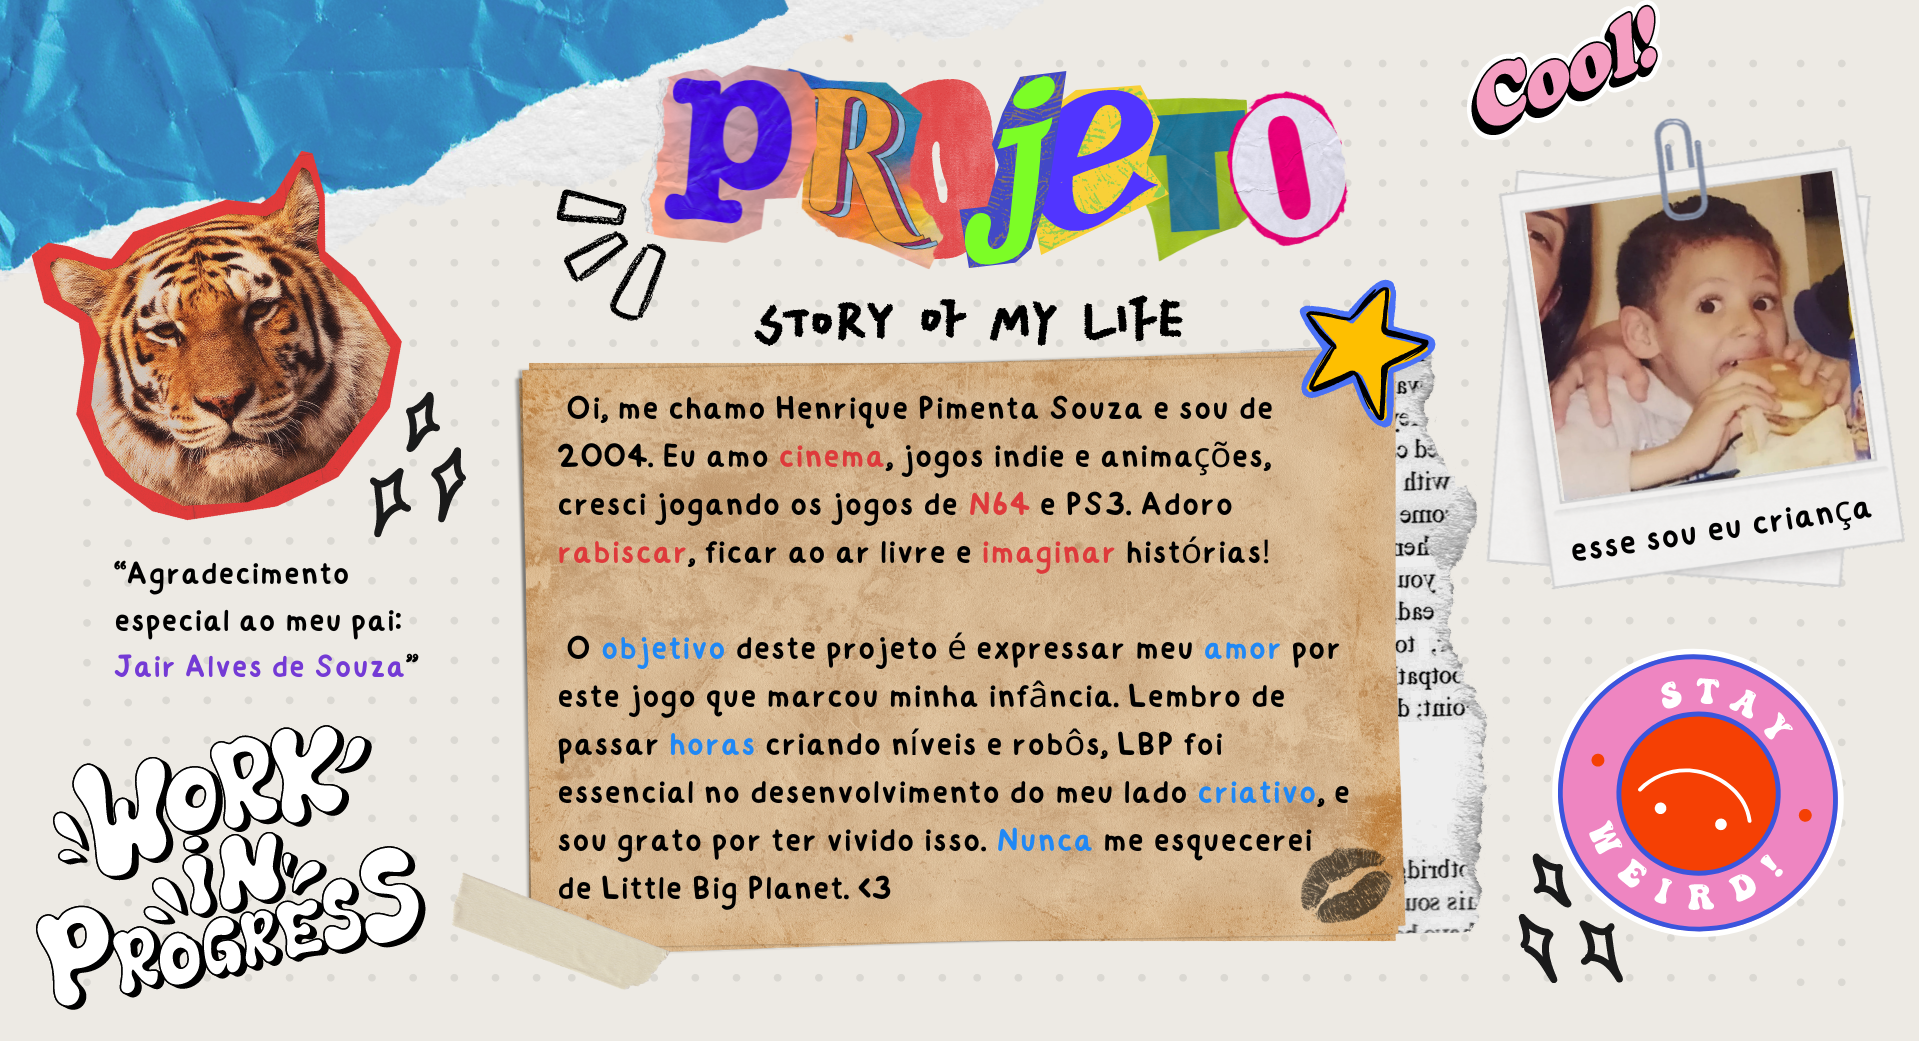 Cool!
PROjeTO
STORY OF MY LIFE
Oi, me chamo Henrique Pimenta Souza e sou de
2004. Eu amo cinema, jogos indie e animações,
cresci jogando os jogos de N64 e PS3. Adoro
rabiscar, ficar ao ar livre e imaginar histórias!
O objetivo deste projeto é expressar meu amor por
este jogo que marcou minha infância. Lembro de
passar horas criando níveis e robôs, LBP foi
essencial no desenvolvimento do meu lado criativo, e
sou grato por ter vivido isso. Nunca me esquecerei
de Little Big Planet. <3
“Agradecimento
especial ao meu pai:
Jair Alves de Souza”
WORK
iN
PROGRESS
esse sou eu criança
STAY
WEIRD!
with
you